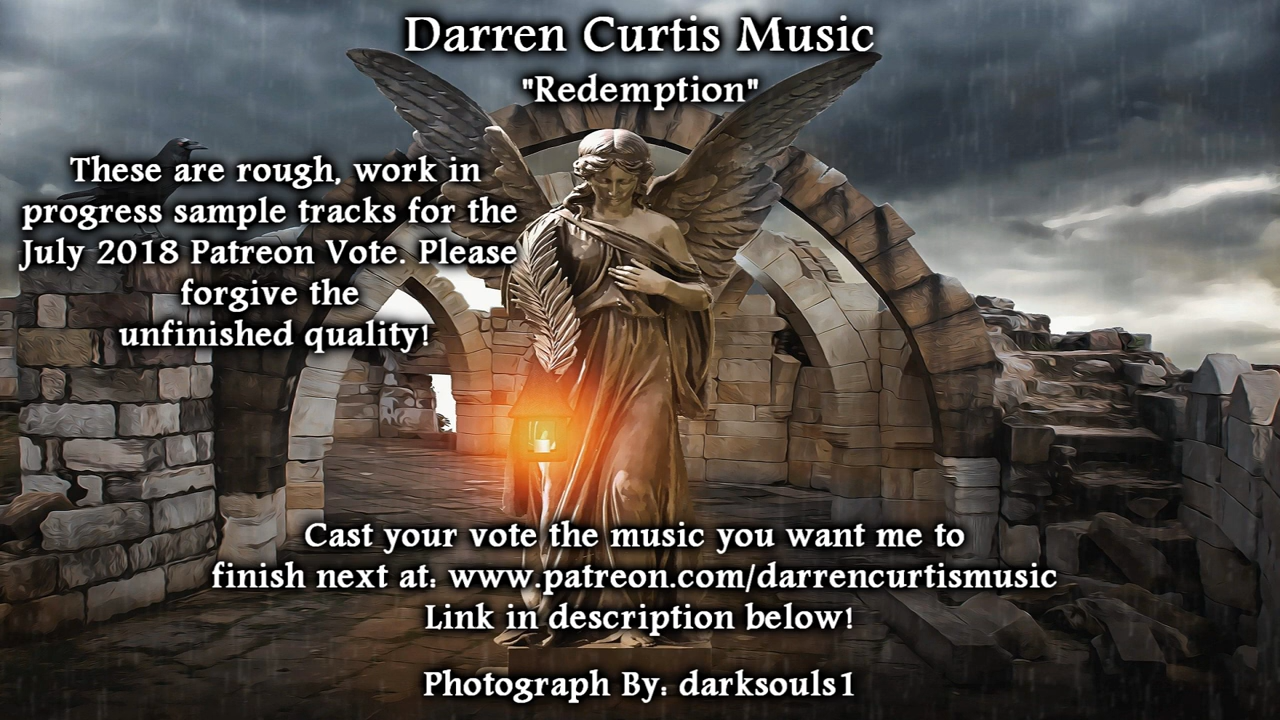 Darren Curtis Music
"Redemption"
These are rough, work in
progress sample tracks for the
July 2018 Patreon Vote. Please
forgive the
unfinished quality!
Cast your vote the music you want me to
finish next at: www.patreon.com/darrencurtismusic
Link in description below!
Photograph By: darksouls1